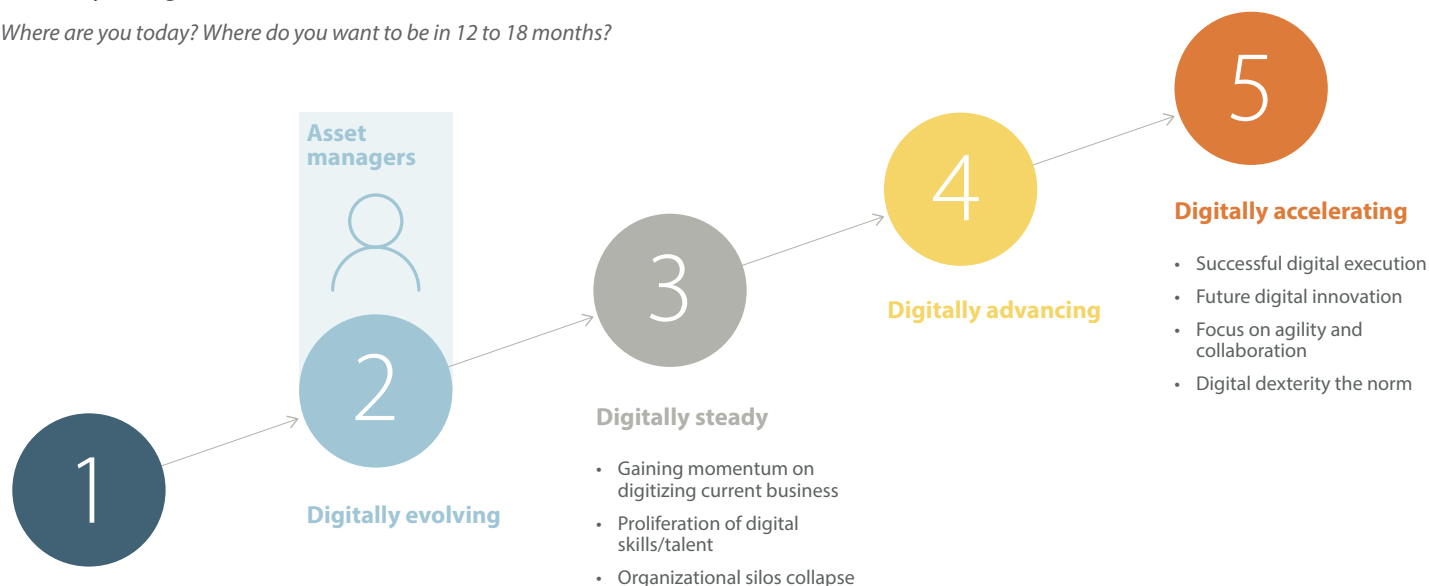 Where are you today? Where do you want to be in 12 to 18 months?
Asset
managers
1
2
Digitally evolving
3
Digitally steady
• Gaining momentum on
digitizing current business
• Proliferation of digital
skills/talent
• Organizational silos collapse
4
Digitally advancing
5
Digitally accelerating
• Successful digital execution
• Future digital innovation
• Focus on agility and
collaboration
• Digital dexterity the norm